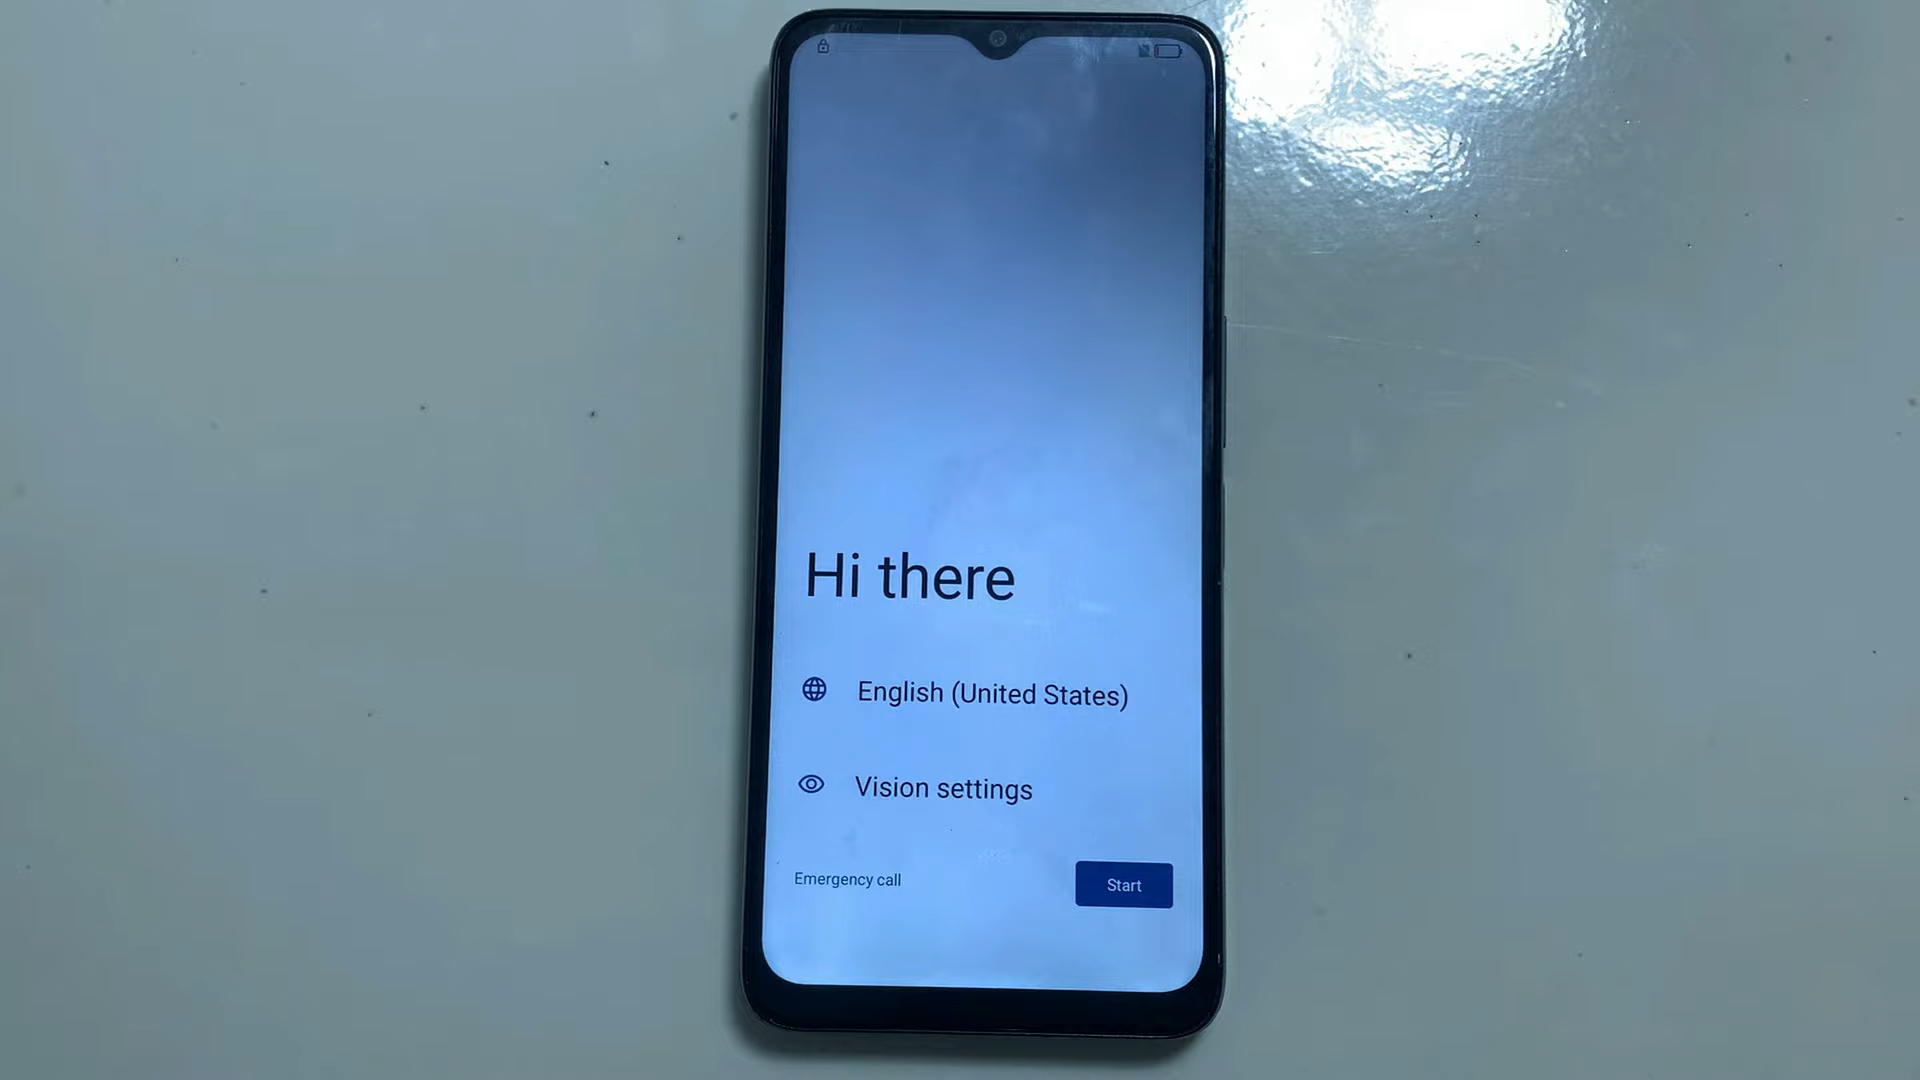 Hi there
English (United States)
Vision settings
Emergency call
Start